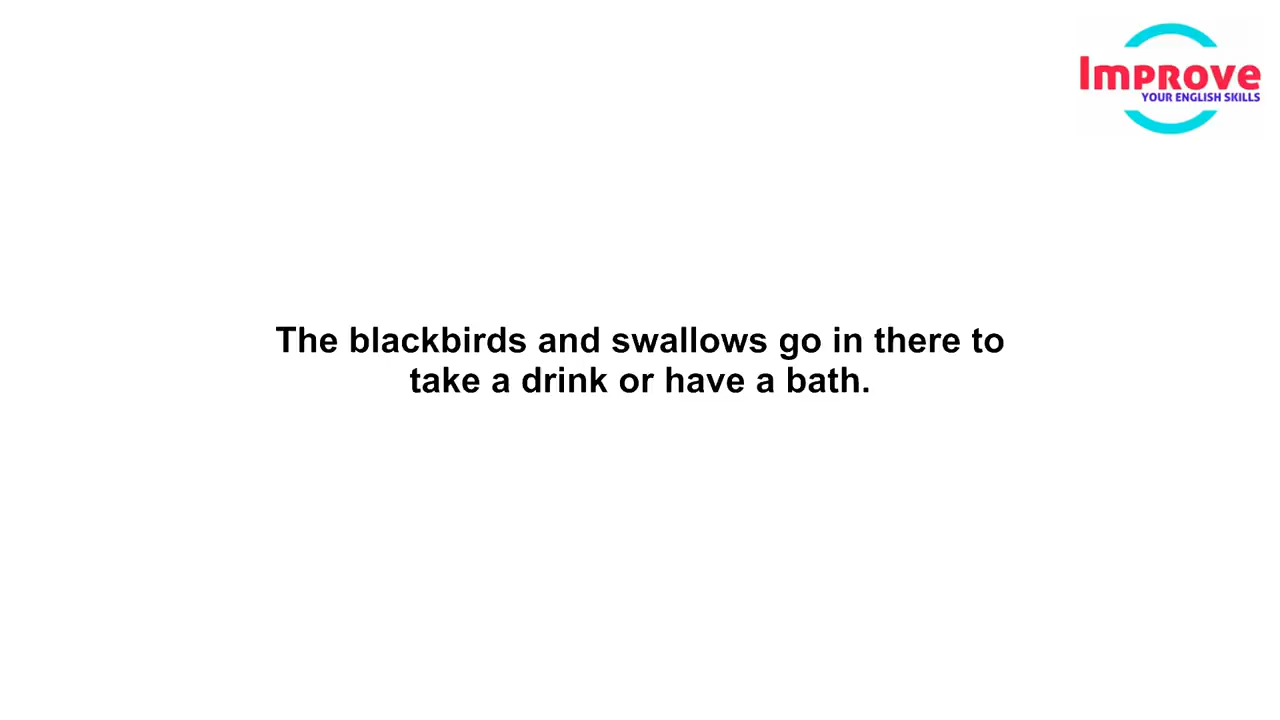 Improve
YOUR ENGLISH SKILLS
The blackbirds and swallows go in there to
take a drink or have a bath.